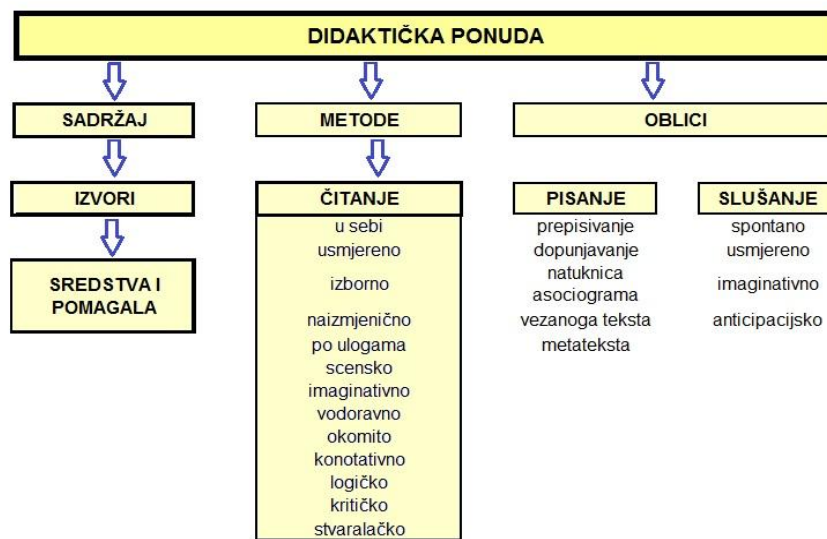 DIDAKTIČKA PONUDA
SADRŽAJ
METODE
OBLICI
IZVORI
SREDSTVA I
POMAGALA
ČITANJE
u sebi
usmjereno
izborno
naizmjenično
po ulogama
scensko
imaginativno
vodoravno
okomito
konotativno
logičko
kritičko
stvaralačko
PISANJE
prepisivanje
dopunjavanje
natuknica
asociograma
vezanoga teksta
metateksta
SLUŠANJE
spontano
usmjereno
imaginativno
anticipacijsko